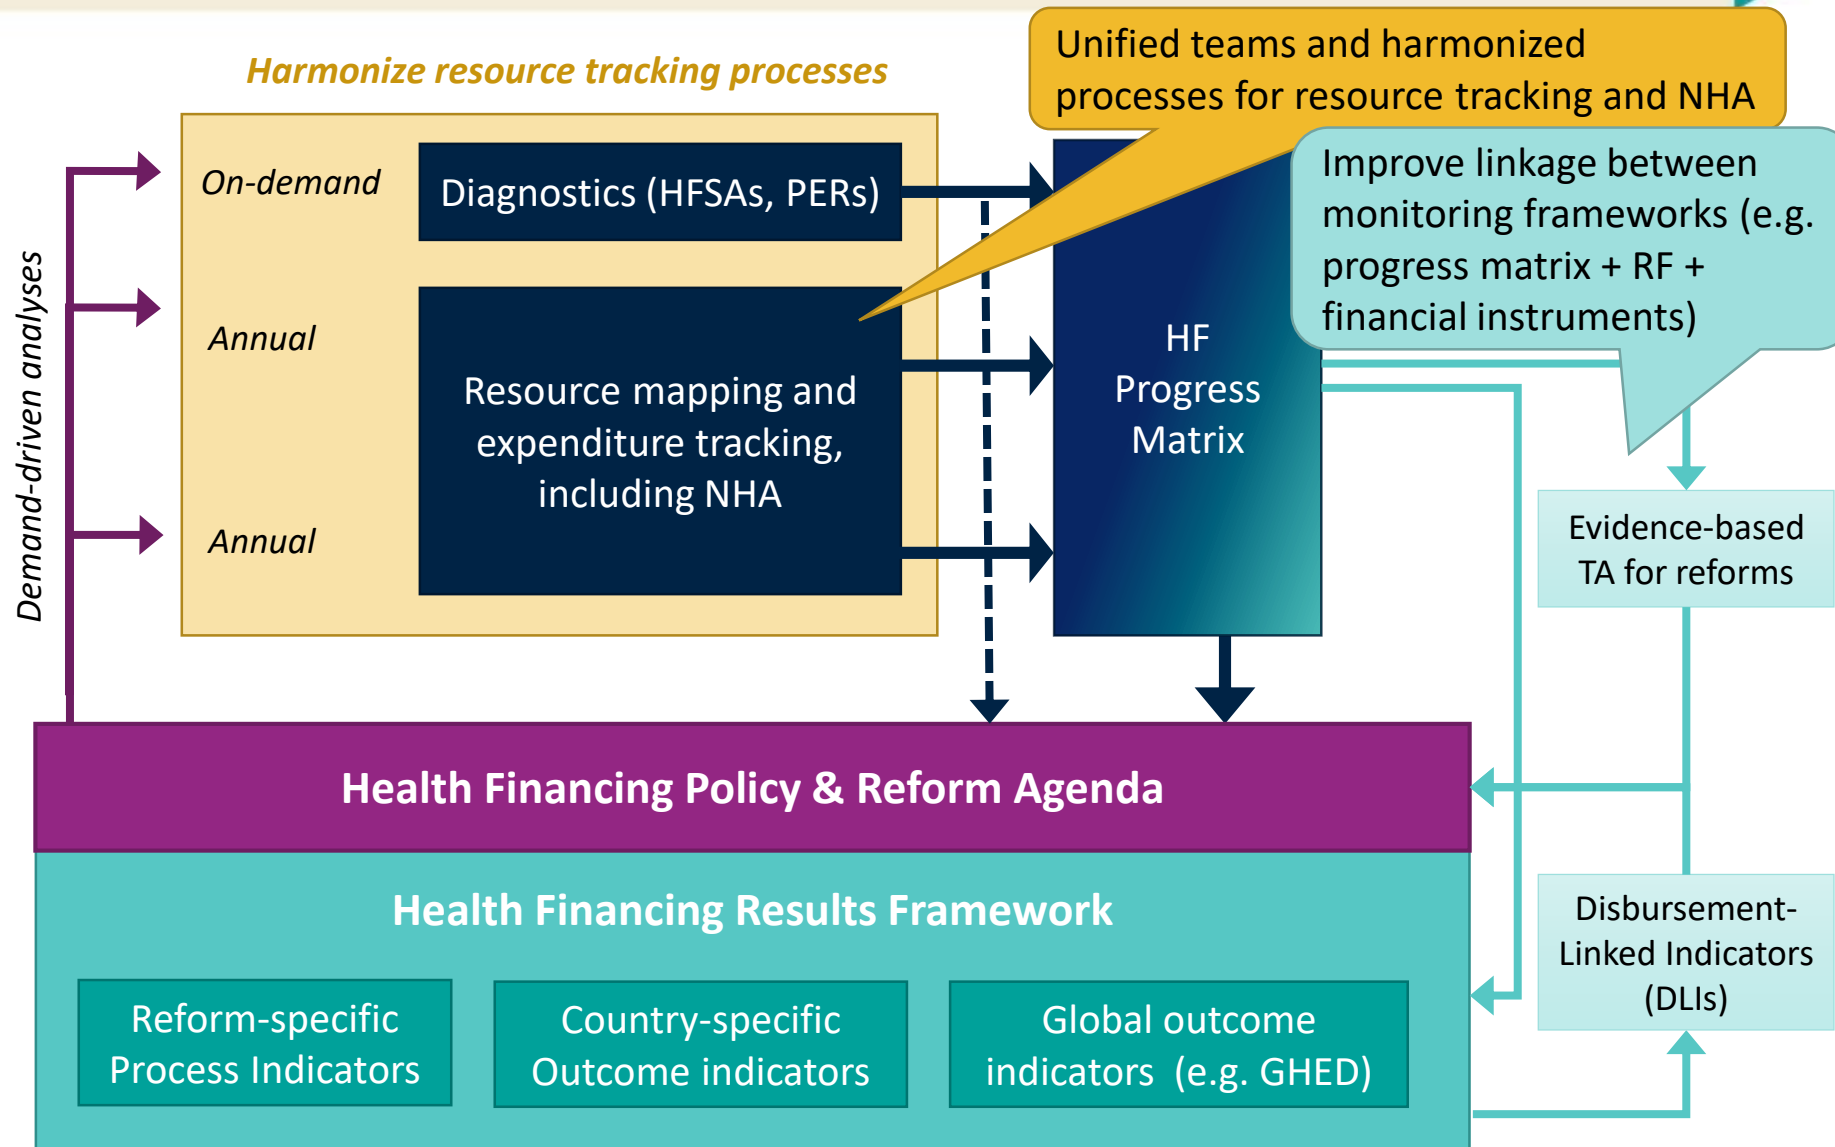 Harmonize resource tracking processes
Unified teams and harmonized
processes for resource tracking and NHA
Improve linkage between
monitoring frameworks (e.g.
progress matrix + RF +
financial instruments)
Demand-driven analyses
On-demand
Diagnostics (HFSAs, PERs)
Annual
Resource mapping and
expenditure tracking,
including NHA
Annual
HF
Progress
Matrix
Evidence-based
TA for reforms
Health Financing Policy & Reform Agenda
Health Financing Results Framework
Disbursement-
Linked Indicators
(DLIs)
Reform-specific
Process Indicators
Country-specific
Outcome indicators
Global outcome
indicators (e.g. GHED)